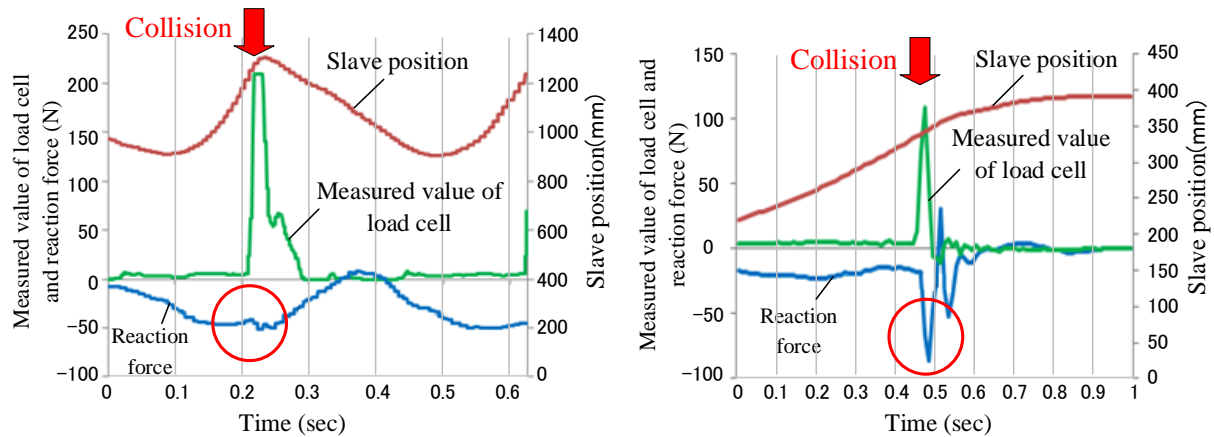 Collision
Slave position
Measured value of
load cell
Reaction
force
Measured value of load cell
and reaction force (N)
250
200
150
100
50
0
−50
−100
1400
1200
1000
800
600
400
200
0
Slave position(mm)
0
0.1
0.2
0.3
0.4
0.5
0.6
Time (sec)
Collision
Slave position
Measured value
of load cell
Reaction
force
Measured value of load cell and
reaction force (N)
150
100
50
0
−50
−100
450
400
350
300
250
200
150
100
50
0
Slave position(mm)
0
0.1
0.2
0.3
0.4
0.5
0.6
0.7
0.8
0.9
1
Time (sec)